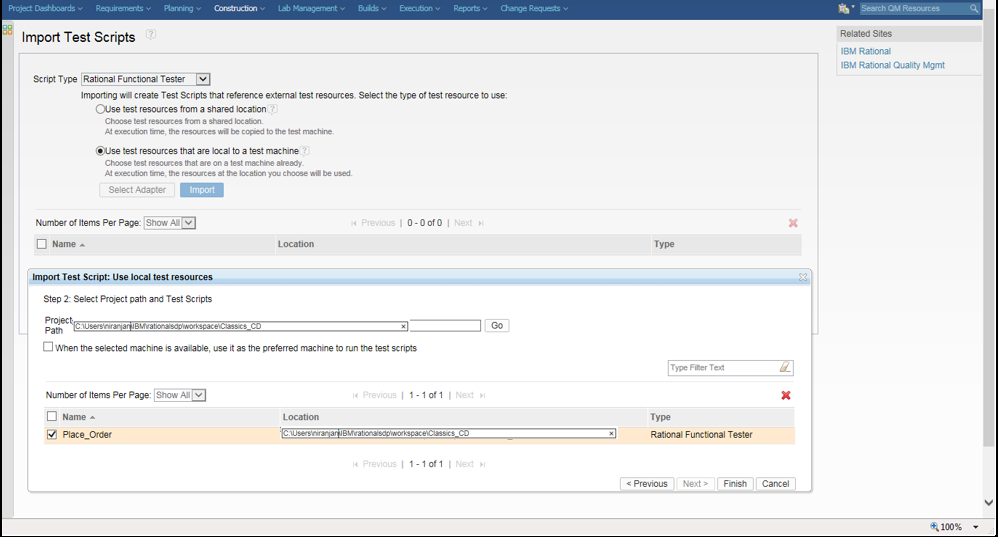 Project Dashboards Requirements Planning Construction Lab Management Builds Execution Reports Change Requests Search QM Resources
Import Test Scripts ?
Related Sites
IBM Rational
IBM Rational Quality Mgmt
Script Type Rational Functional Tester
Importing will create Test Scripts that reference external test resources. Select the type of test resource to use:
Use test resources from a shared location ?
Choose test resources from a shared location.
At execution time, the resources will be copied to the test machine.
Use test resources that are local to a test machine ?
Choose test resources that are on a test machine already.
At execution time, the resources at the location you choose will be used.
Select Adapter Import
Number of Items Per Page: Show All Previous | 0 - 0 of 0 | Next
Name Location Type
Import Test Script: Use local test resources
Step 2: Select Project path and Test Scripts
Project Path C:\Users\niranjan\IBM\rationalsdp\workspace\Classics_CD × Go
When the selected machine is available, use it as the preferred machine to run the test scripts
Type Filter Text
Number of Items Per Page: Show All Previous | 1 - 1 of 1 | Next
Name Location Type
Place_Order C:\Users\niranjan\IBM\rationalsdp\workspace\Classics_CD × Rational Functional Tester
Previous | 1 - 1 of 1 | Next
< Previous Next > Finish Cancel
100%